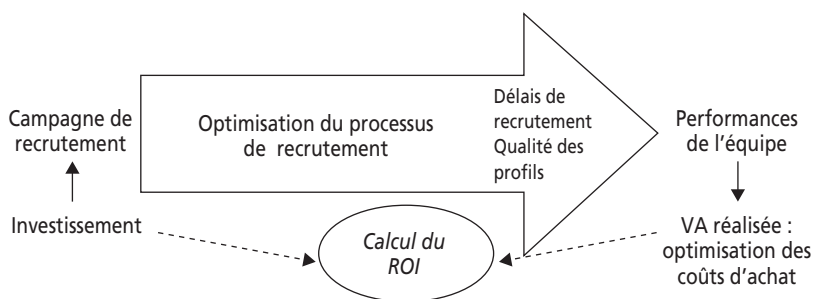 Campagne de
recrutement
Investissement
Optimisation du processus
de recrutement
Délais de
recrutement
Qualité des
profils
Calcul du
ROI
Performances
de l’équipe
VA réalisée :
optimisation des
coûts d’achat